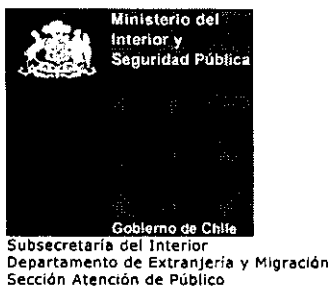 Ministerio del
Interior y
Seguridad Pública
Gobierno de Chile
Subsecretaría del Interior
Departamento de Extranjería y Migración
Sección Atención de Público